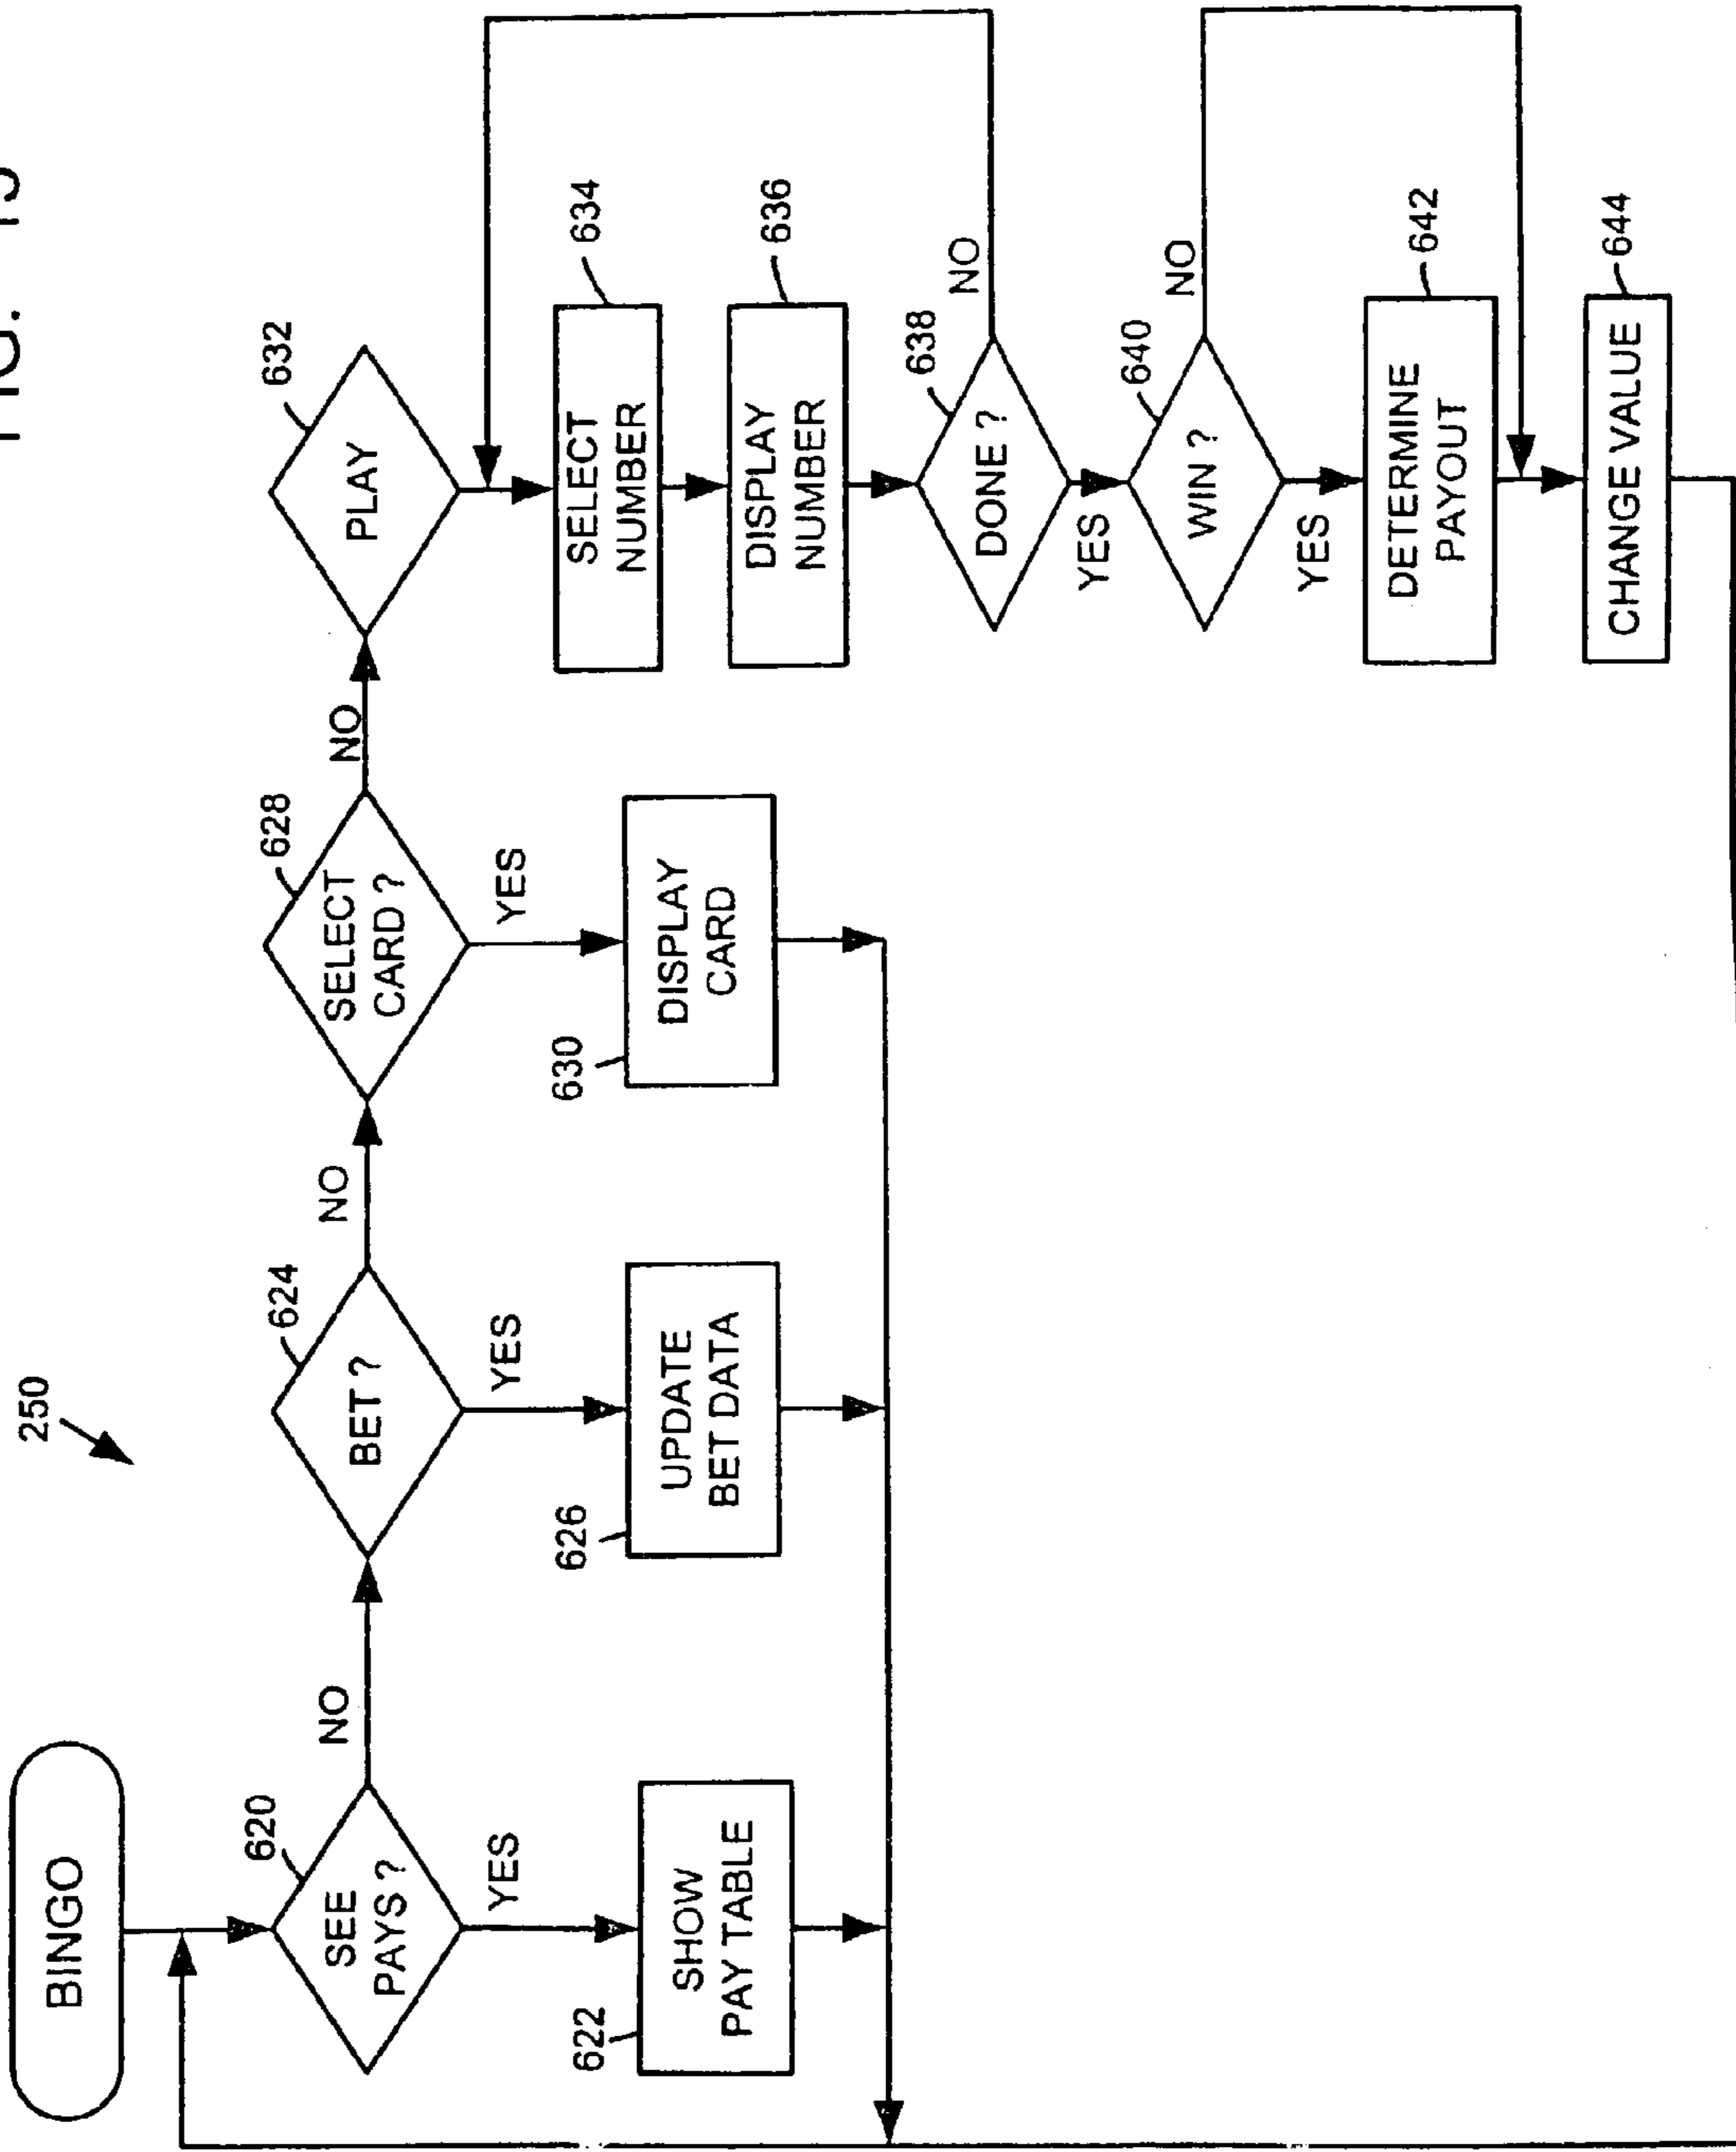 250
BINGO
620
SEE
PAYS ?
NO
YES
622
SHOW
PAY TABLE
624
BET ?
NO
YES
626
UPDATE
BET DATA
628
SELECT
CARD ?
NO
YES
630
DISPLAY
CARD
632
PLAY
634
SELECT
NUMBER
636
DISPLAY
NUMBER
638
DONE ?
NO
YES
640
WIN ?
NO
YES
642
DETERMINE
PAYOUT
644
CHANGE VALUE